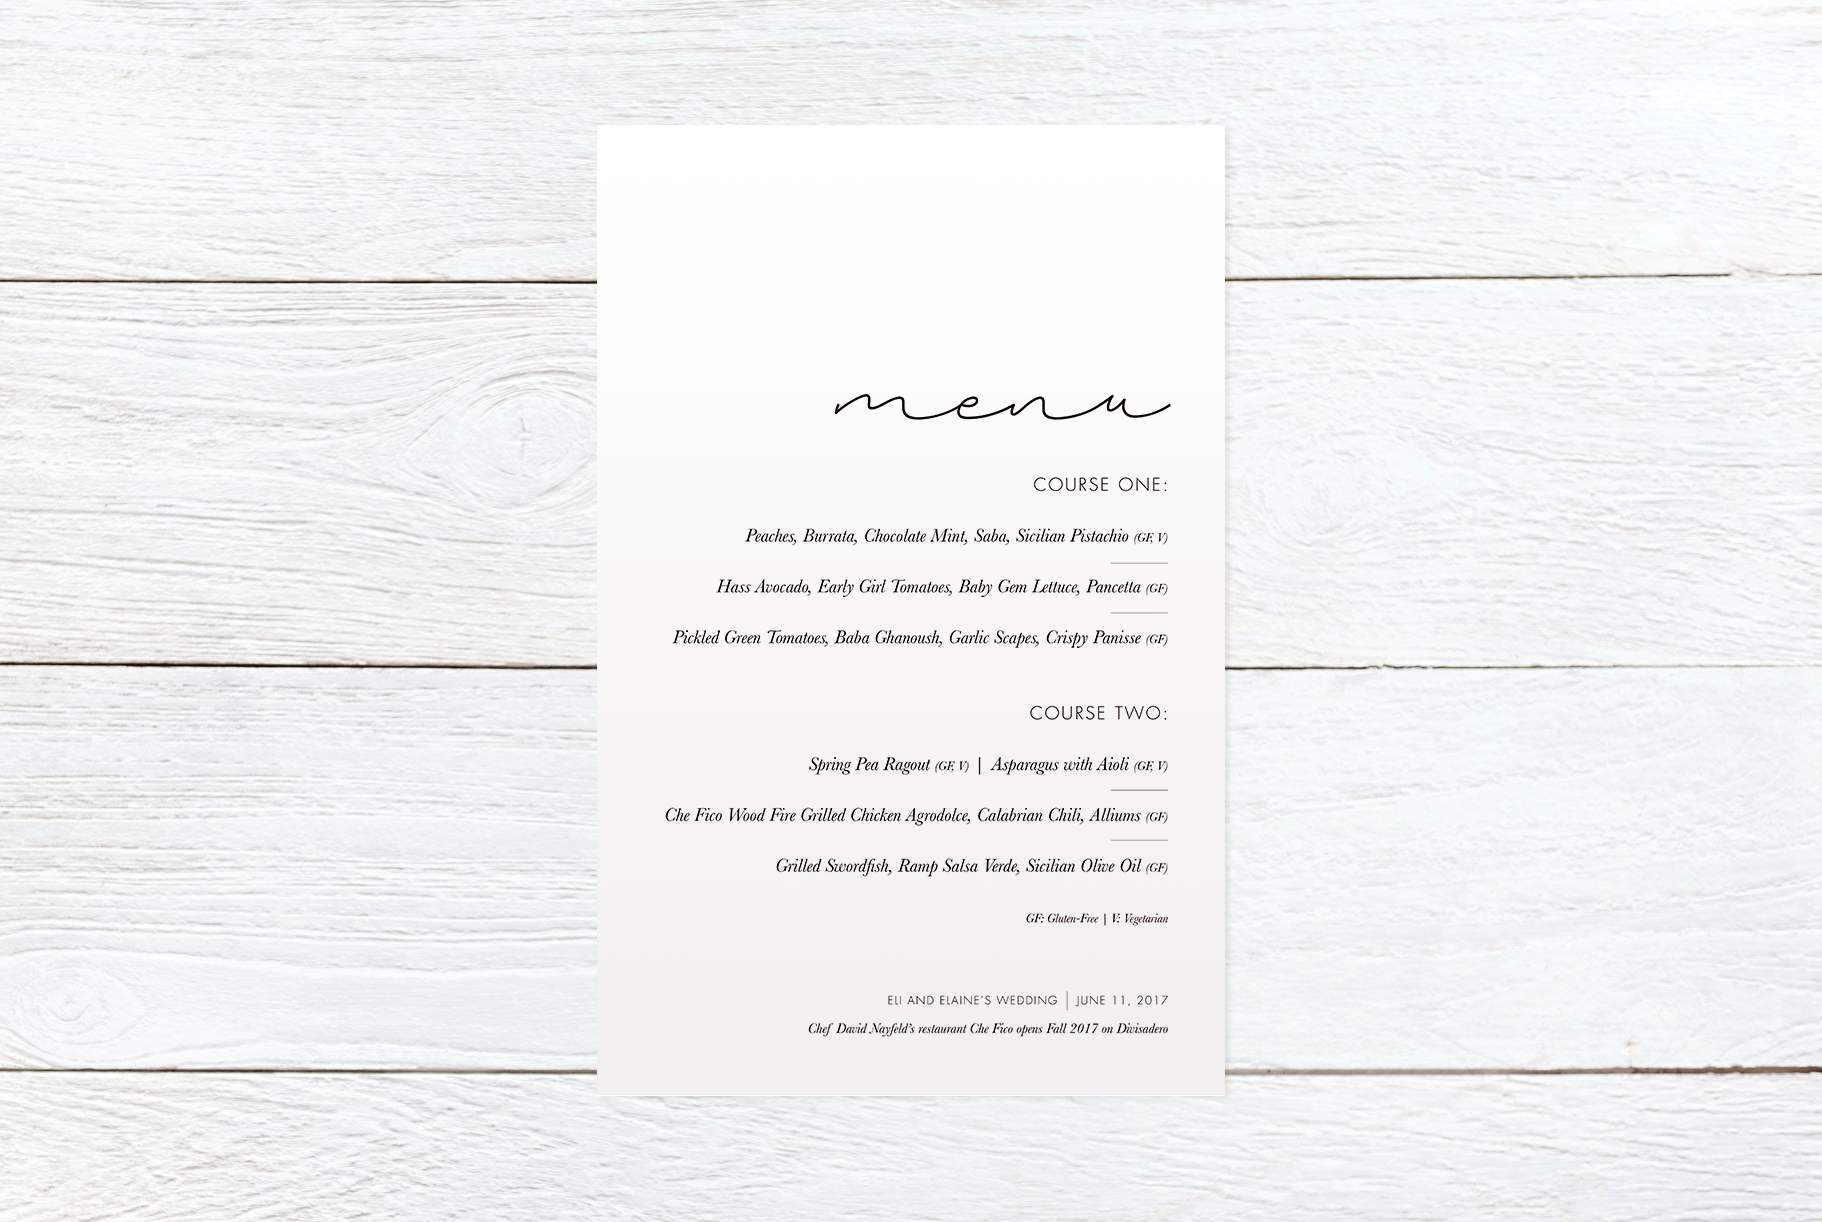 menu
COURSE ONE:
Peaches, Burrata, Chocolate Mint, Saba, Sicilian Pistachio (GF, V)
Hass Avocado, Early Girl Tomatoes, Baby Gem Lettuce, Pancetta (GF)
Pickled Green Tomatoes, Baba Ghanoush, Garlic Scapes, Crispy Panisse (GF)
COURSE TWO:
Spring Pea Ragout (GF, V) | Asparagus with Aioli (GF, V)
Che Fico Wood Fire Grilled Chicken Agrodolce, Calabrian Chili, Alliums (GF)
Grilled Swordfish, Ramp Salsa Verde, Sicilian Olive Oil (GF)
GF: Gluten-Free | V: Vegetarian
ELI AND ELAINE'S WEDDING | JUNE 11, 2017
Chef David Nayfeld's restaurant Che Fico opens Fall 2017 on Divisadero